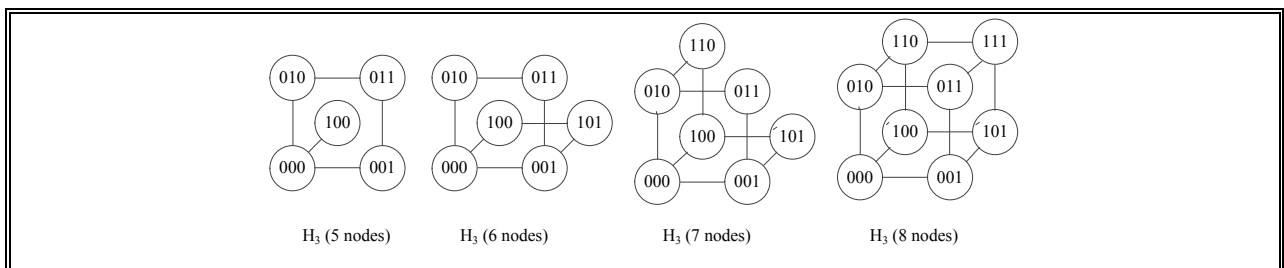 110 110 111
010 011 010 011 010 011 010 011
100 100 100 101 100 101
101
000 001 000 001 000 001 000 001
H₃ (5 nodes) H₃ (6 nodes) H₃ (7 nodes) H₃ (8 nodes)